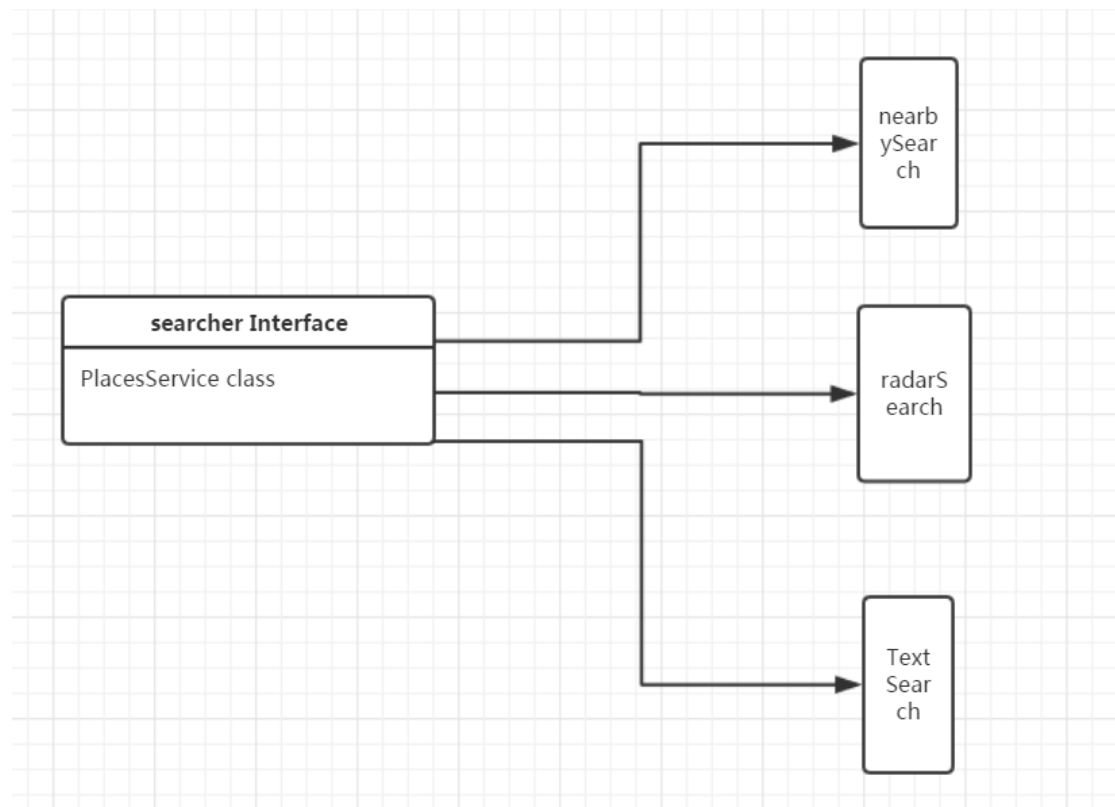 searcher Interface
PlacesService class
nearb
ySear
ch
radarS
earch
Text
Sear
ch